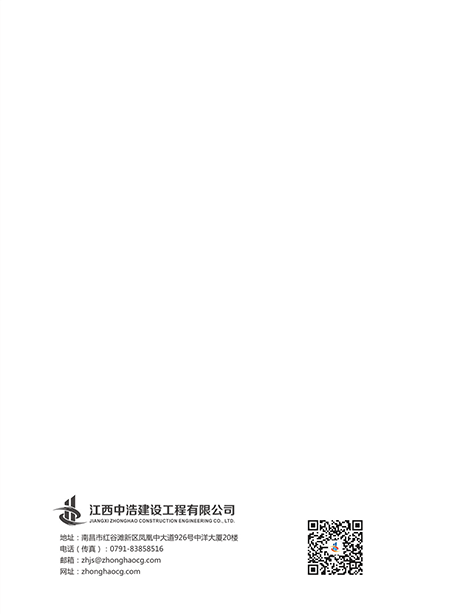 江西中浩建设工程有限公司
JIANGXI ZHONGHAO CONSTRUCTION ENGINEERING CO., LTD.
地址：南昌市红谷滩新区凤凰中大道926号中洋大厦20楼
电话（传真）：0791-83858516
邮箱：zhjs@zhonghaocg.com
网址：zhonghaocg.com